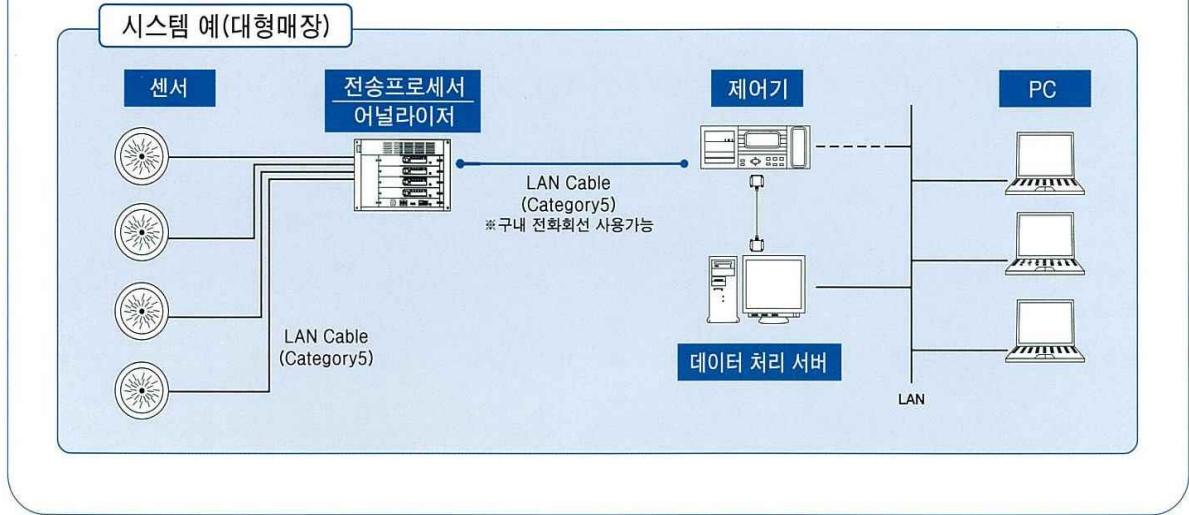 시스템 예(대형매장)
센서
전송프로세서
어널라이저
제어기
PC
LAN Cable
(Category5)
※구내 전화회선 사용가능
LAN Cable
(Category5)
데이터 처리 서버
LAN